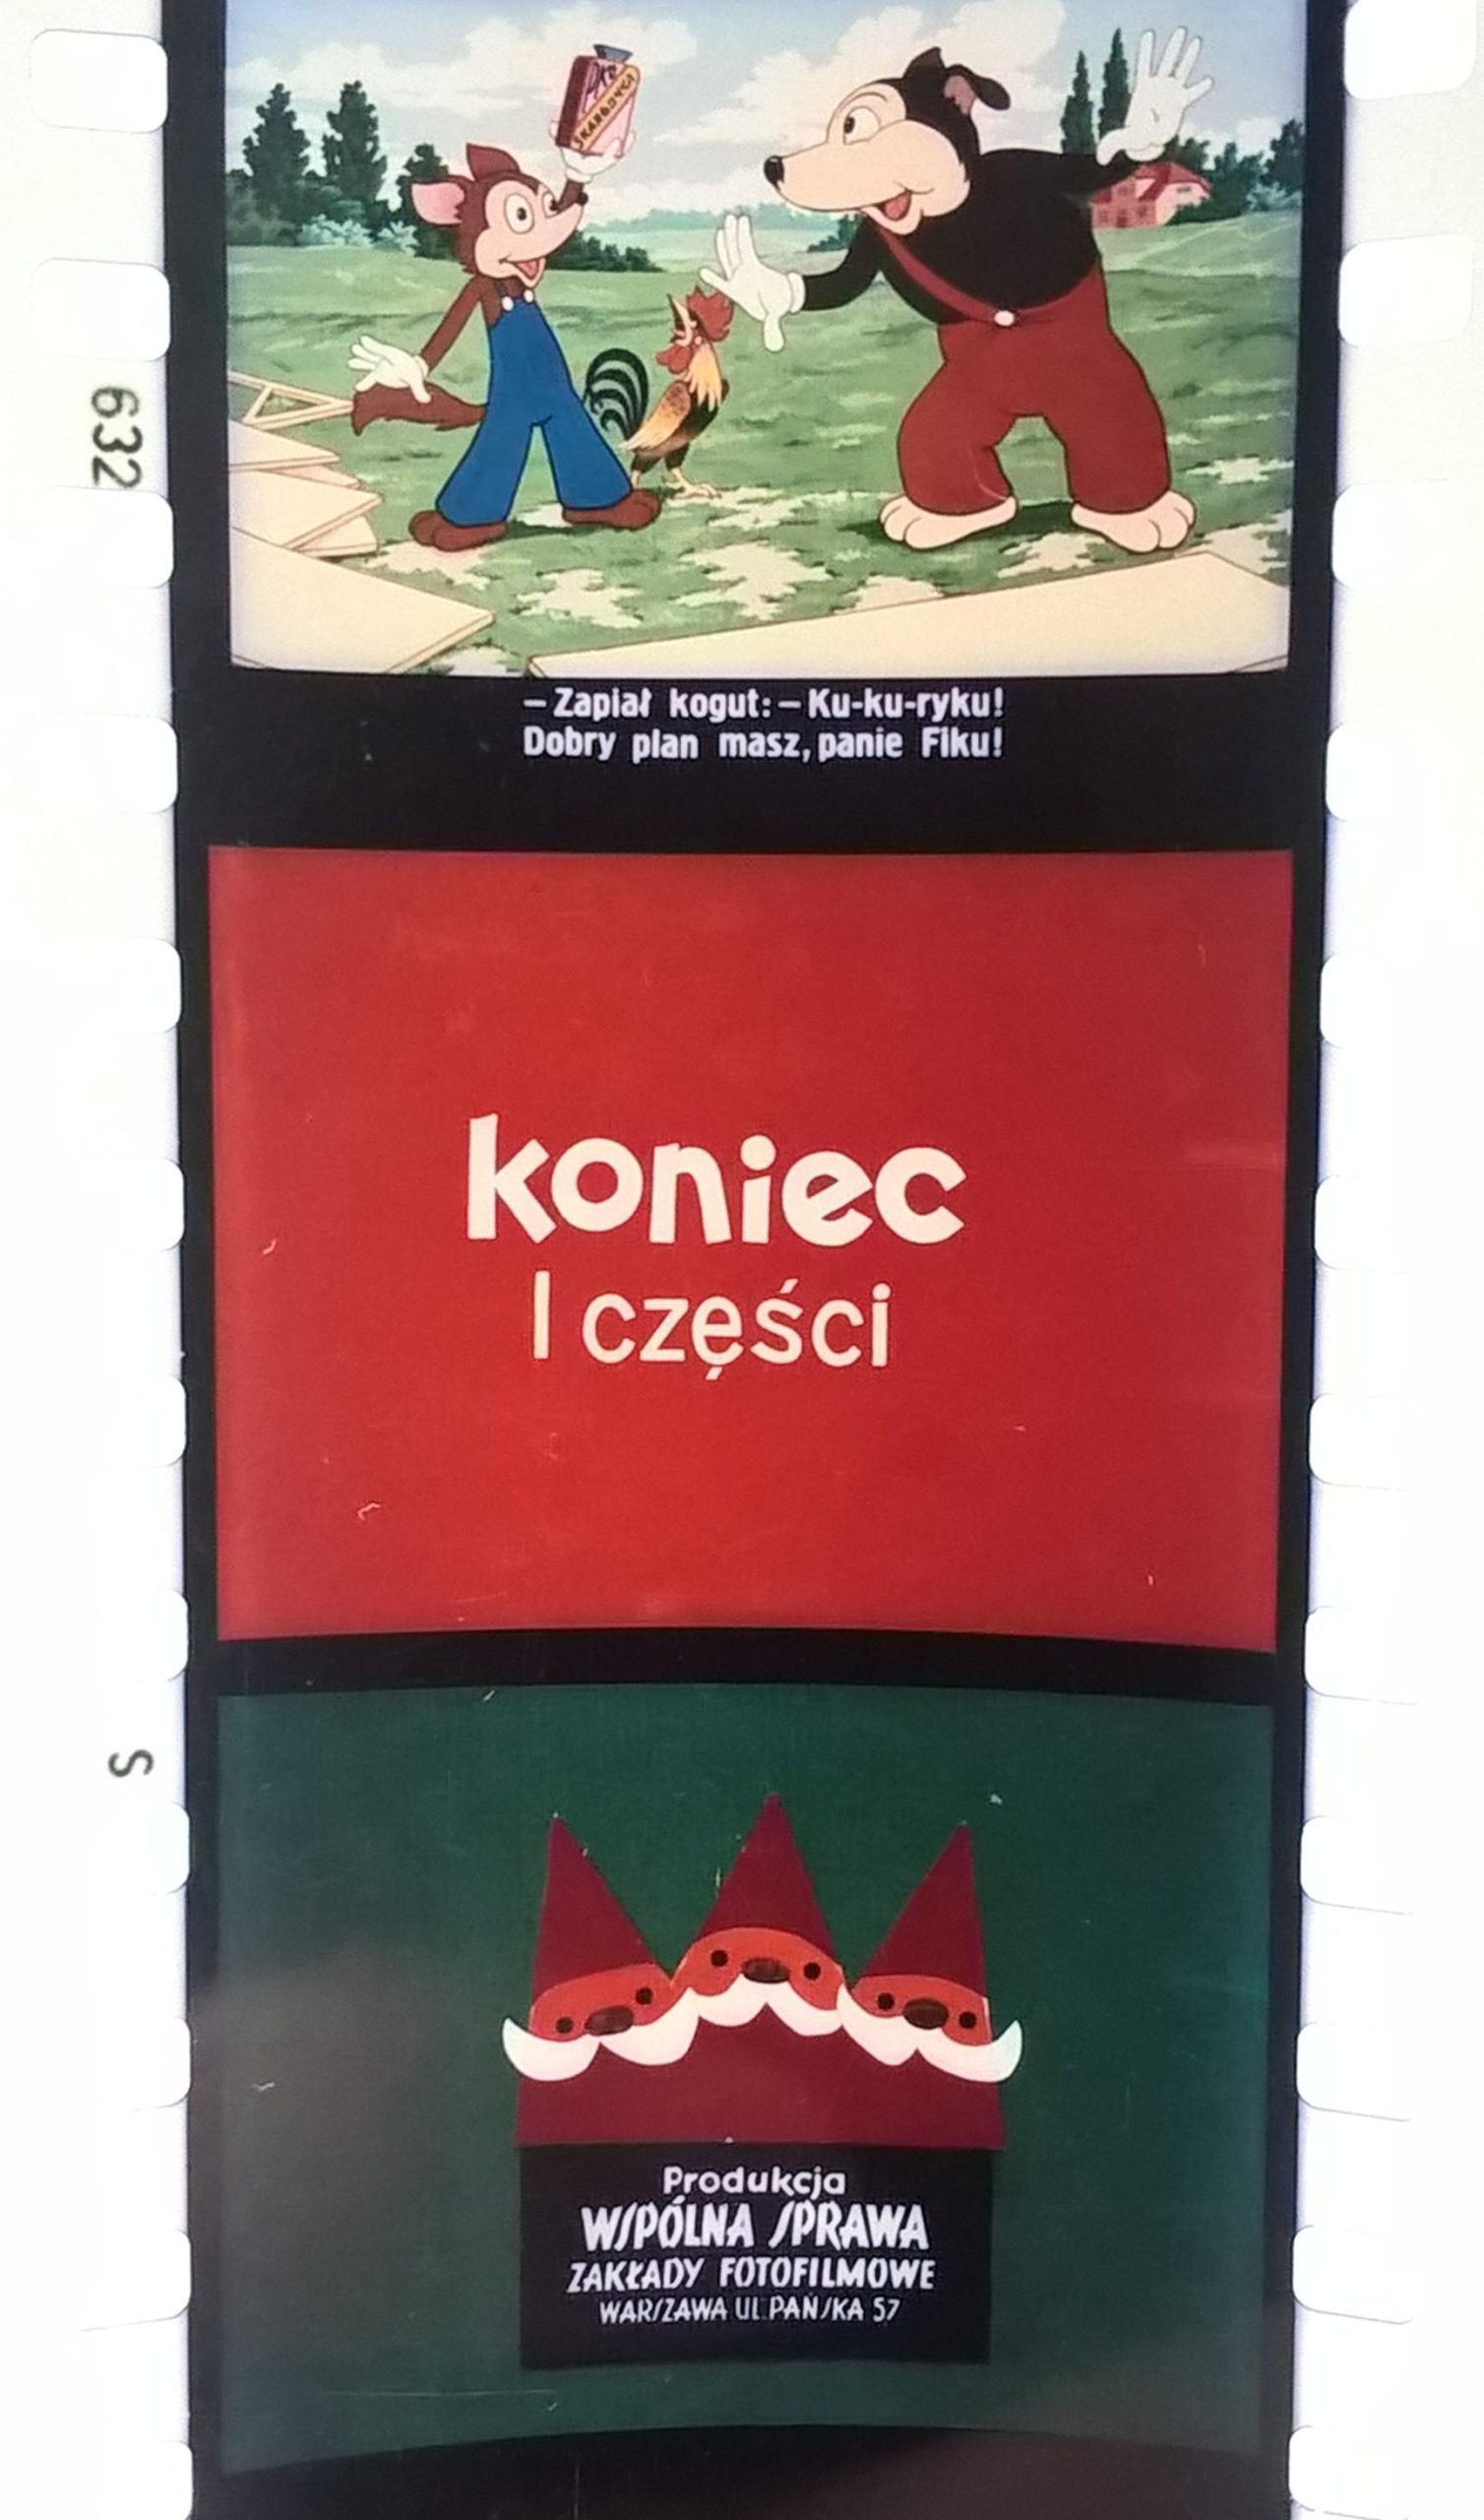 SKARBONKA
632
– Zapiał kogut: – Ku-ku-ryku!
Dobry plan masz, panie Fiku!
koniec
I części
S
Produkcja
WSPÓLNA SPRAWA
ZAKŁADY FOTOFILMOWE
WARSZAWA UL. PAŃSKA 57